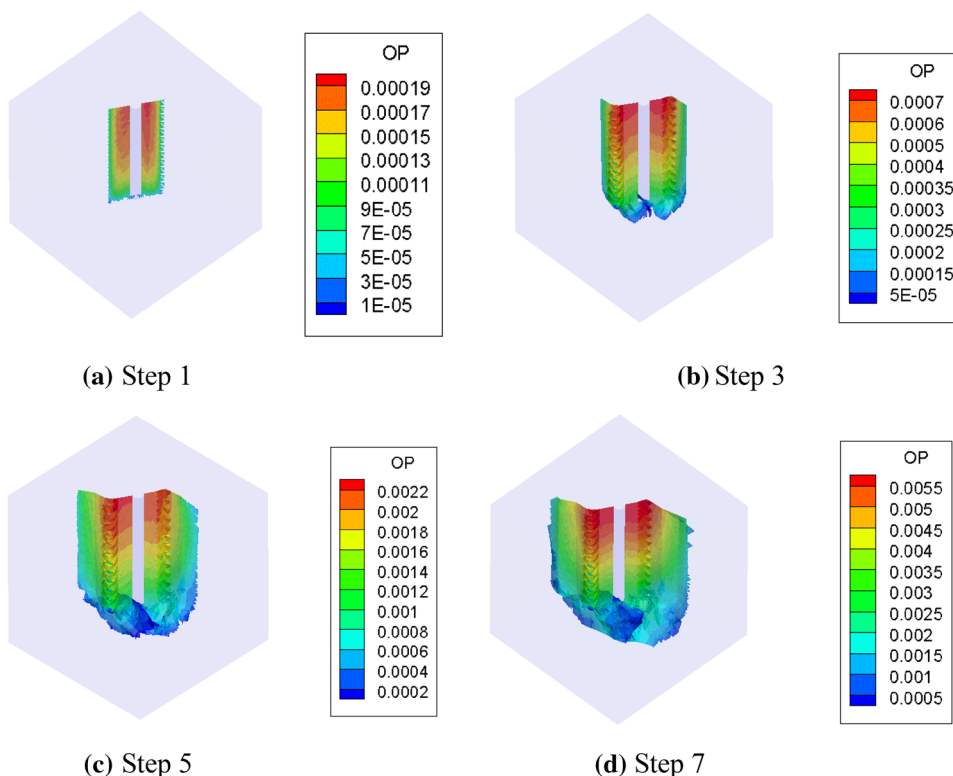 OP
0.00019
0.00017
0.00015
0.00013
0.00011
9E-05
7E-05
5E-05
3E-05
1E-05
(a) Step 1
OP
0.0007
0.0006
0.0005
0.0004
0.00035
0.0003
0.00025
0.0002
0.00015
5E-05
(b) Step 3
OP
0.0022
0.002
0.0018
0.0016
0.0014
0.0012
0.001
0.0008
0.0006
0.0004
0.0002
(c) Step 5
OP
0.0055
0.005
0.0045
0.004
0.0035
0.003
0.0025
0.002
0.0015
0.001
0.0005
(d) Step 7